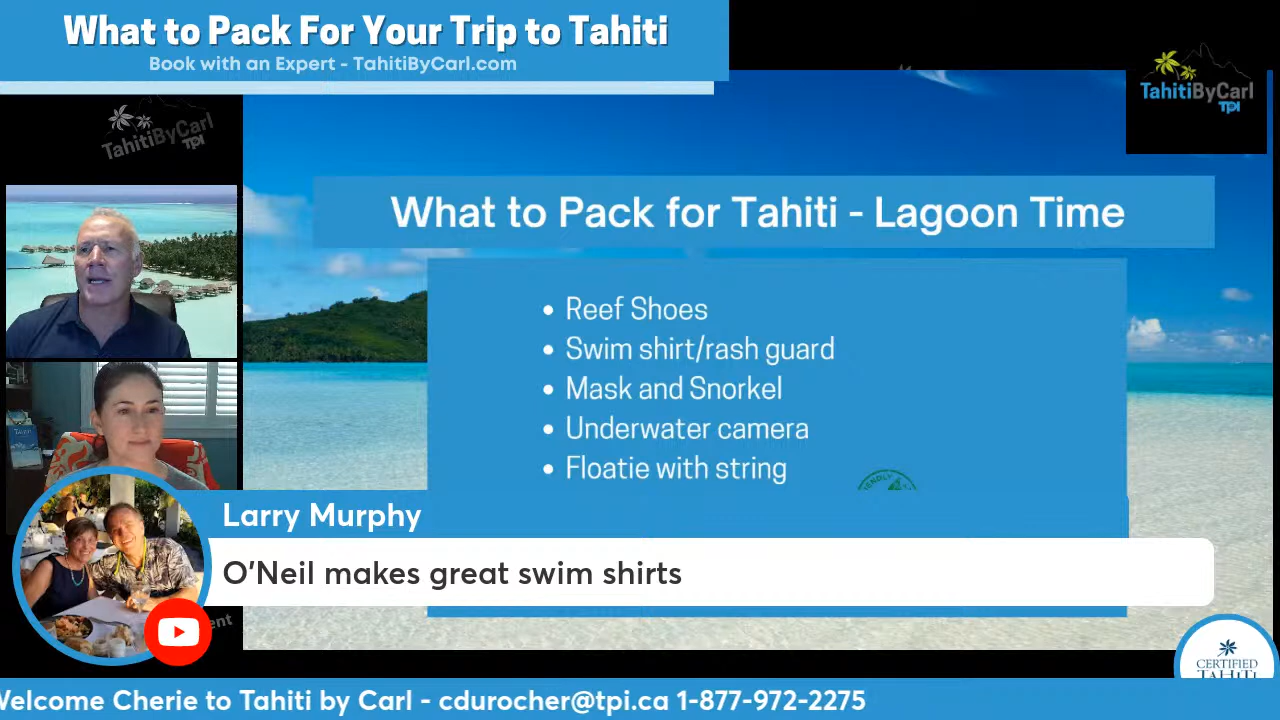 What to Pack For Your Trip to Tahiti
Book with an Expert - TahitiByCarl.com
TahitiByCarl
TPI
TahitiByCarl
TPI
What to Pack for Tahiti - Lagoon Time
• Reef Shoes
• Swim shirt/rash guard
• Mask and Snorkel
• Underwater camera
• Floatie with string
Larry Murphy
O'Neil makes great swim shirts
CERTIFIED
TAHITI
Welcome Cherie to Tahiti by Carl - cdurocher@tpi.ca 1-877-972-2275